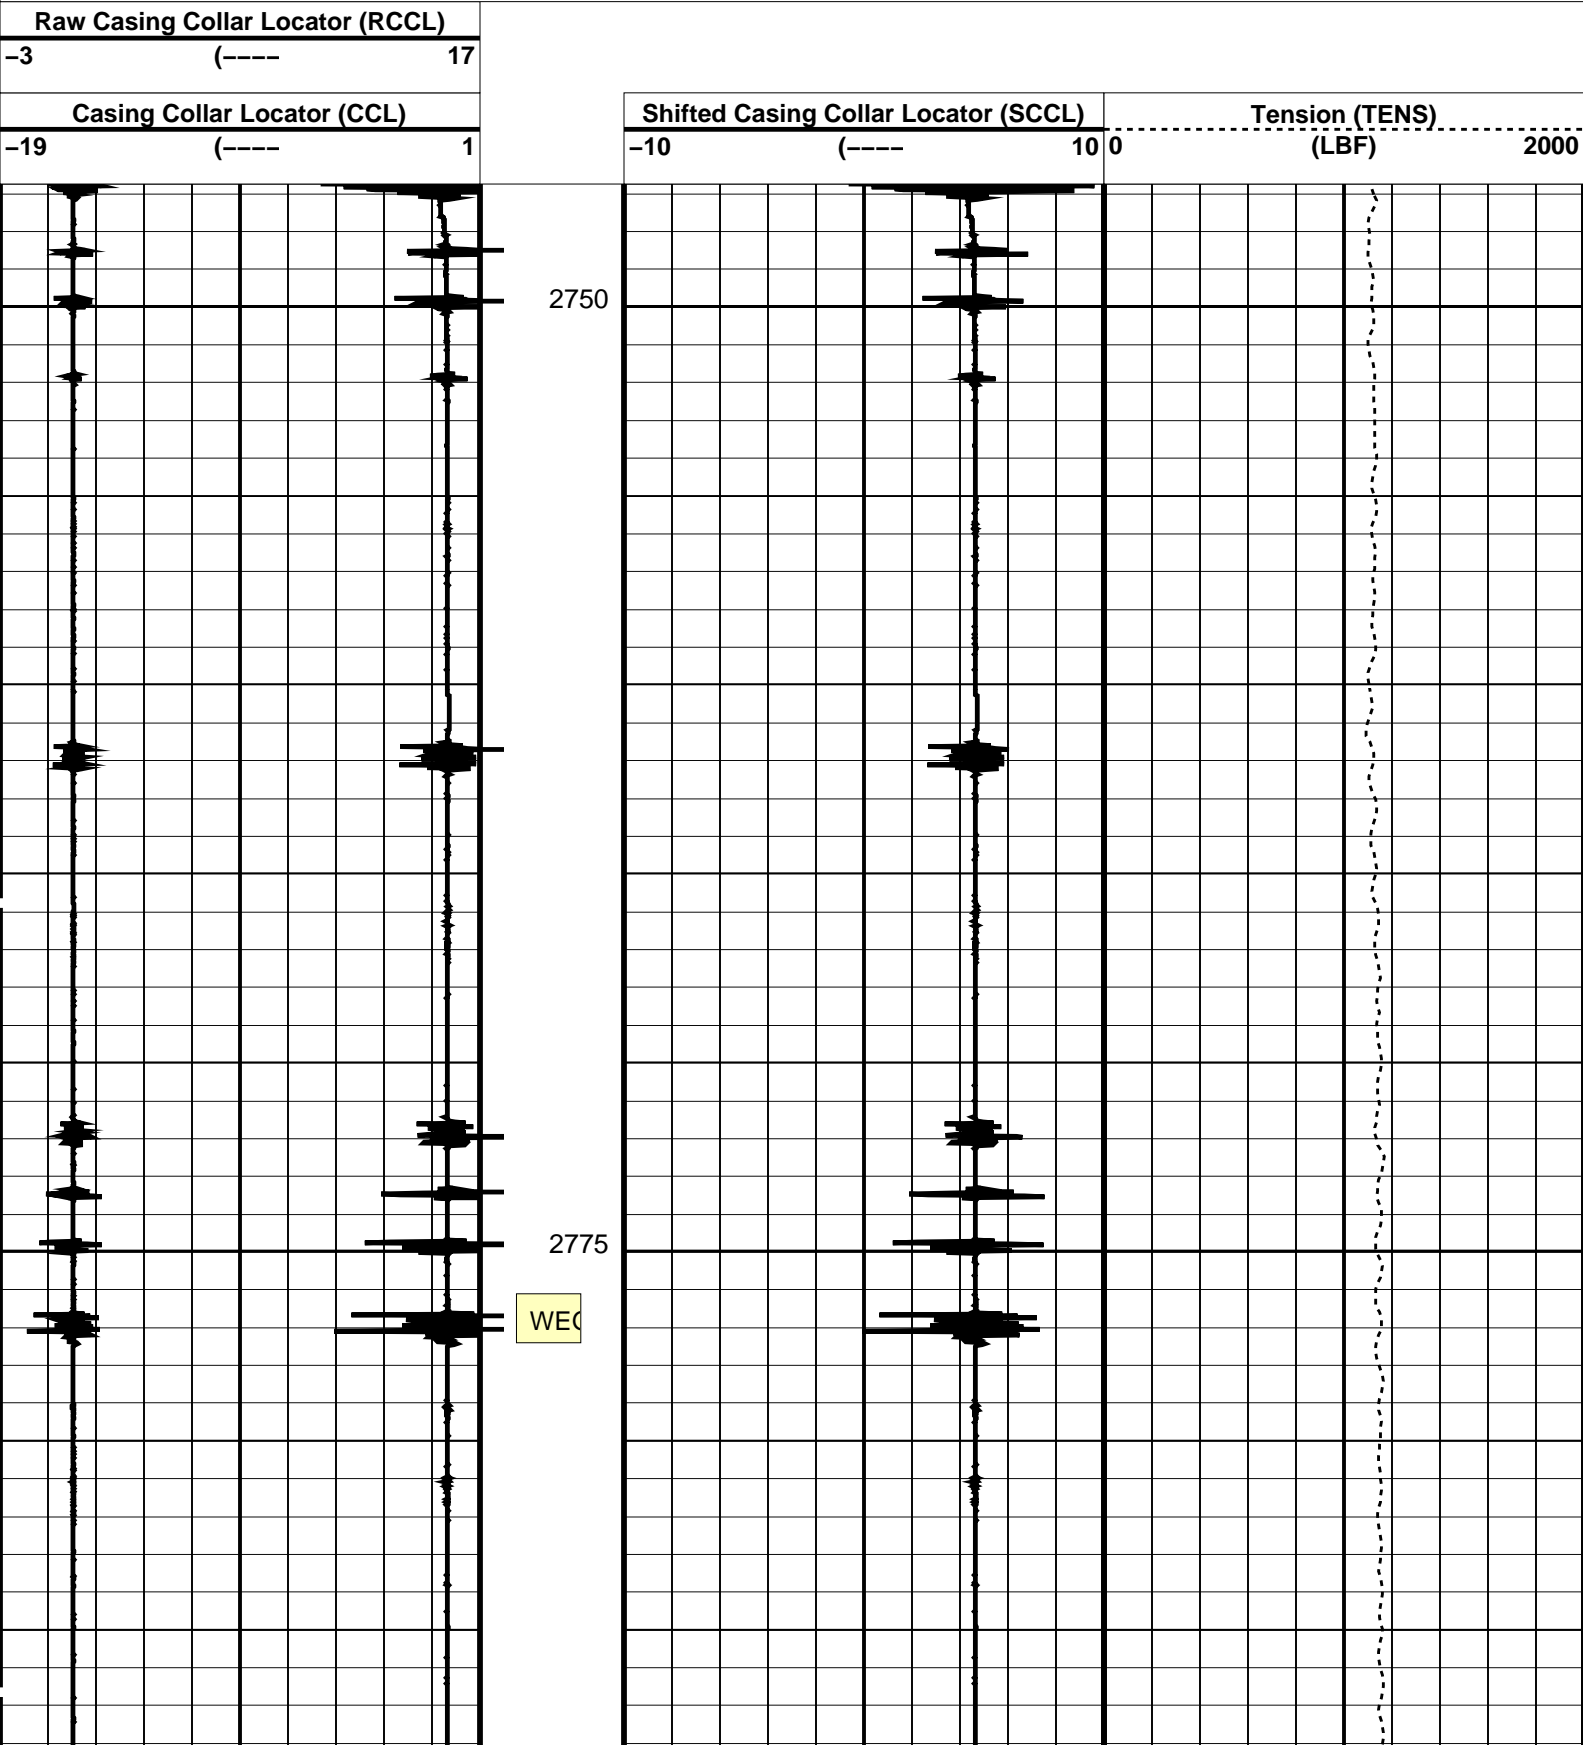 Raw Casing Collar Locator (RCCL)
−3 (−−−− 17
Casing Collar Locator (CCL)
−19 (−−−− 1
Shifted Casing Collar Locator (SCCL)
−10 (−−−− 10
Tension (TENS)
0 (LBF) 2000
2750
2775